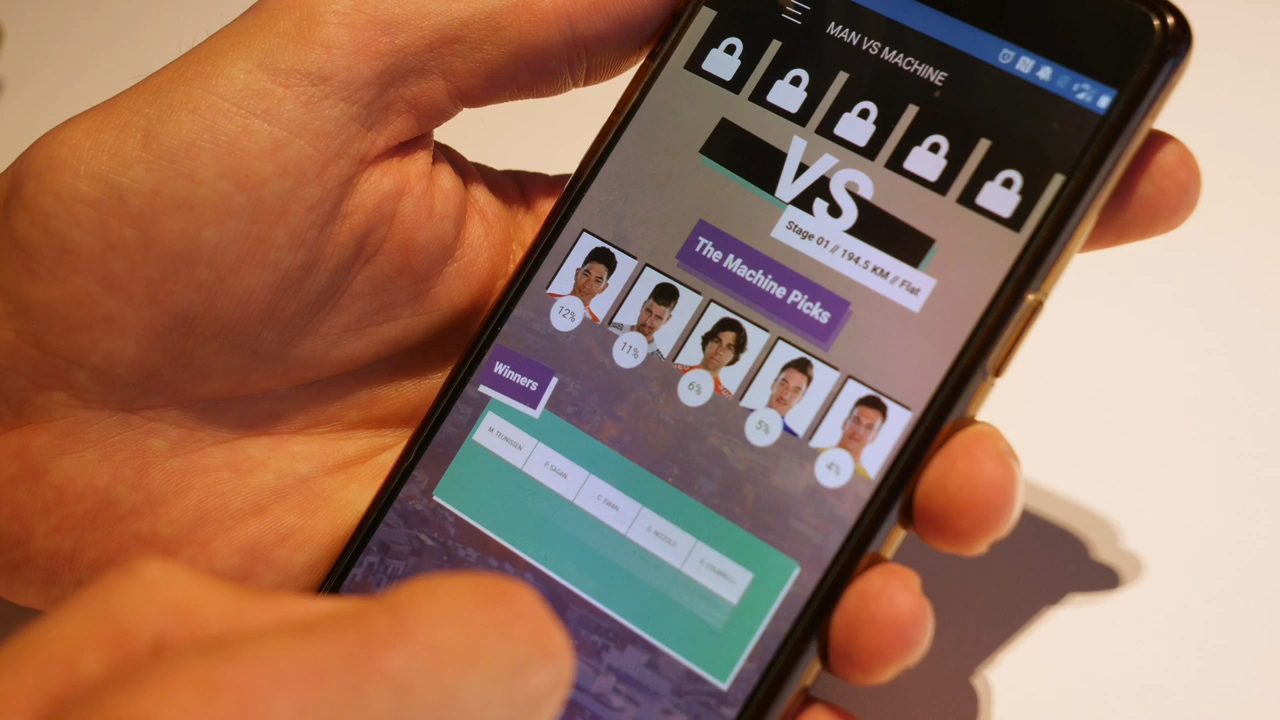 MAN VS MACHINE
VS
Stage 01 // 194.5 KM // Flat
The Machine Picks
12%
11%
6%
5%
4%
Winners
M. TEUNISSEN
P. SAGAN
C. EWAN
G. NIZZOLO